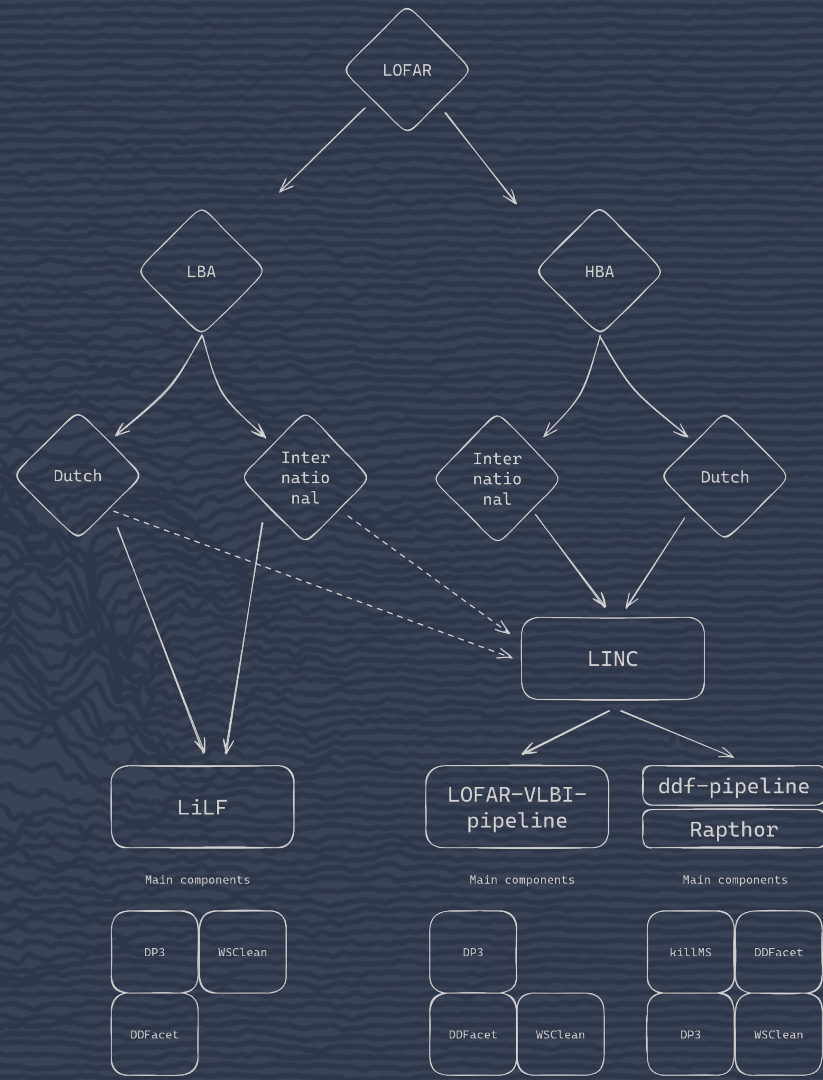 LOFAR
LBA
HBA
Dutch
Inter
natio
nal
Inter
natio
nal
Dutch
LINC
LiLF
LOFAR-VLBI-
pipeline
ddf-pipeline
Rapthor
Main components
Main components
Main components
DP3
WSClean
DP3
killMS
DDFacet
DDFacet
DDFacet
WSClean
DP3
WSClean